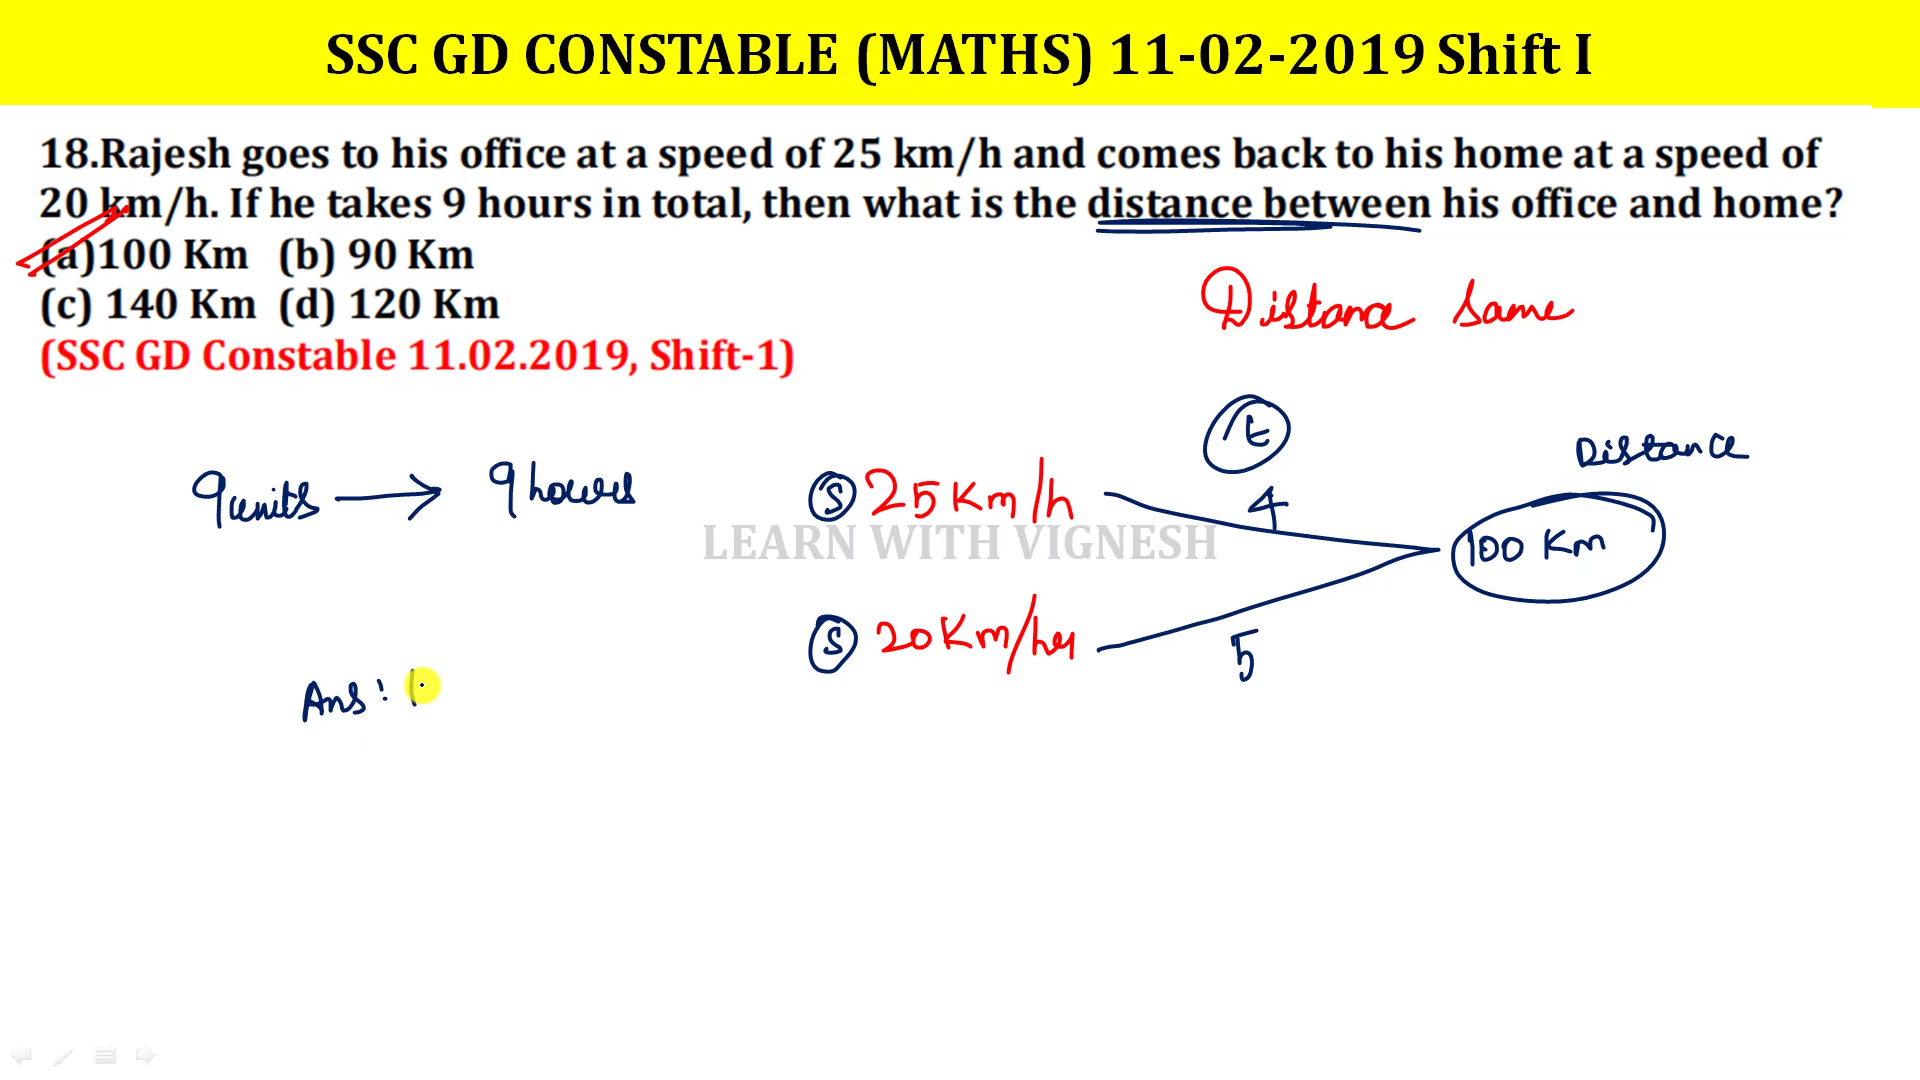 SSC GD CONSTABLE (MATHS) 11-02-2019 Shift I
18.Rajesh goes to his office at a speed of 25 km/h and comes back to his home at a speed of
20 km/h. If he takes 9 hours in total, then what is the distance between his office and home?
(a)100 Km (b) 90 Km
(c) 140 Km (d) 120 Km
(SSC GD Constable 11.02.2019, Shift-1)
Distance Same
t
Distance
9 units → 9 hours
S 25 Km/h
4
100 Km
LEARN WITH VIGNESH
S 20 Km/hr
5
Ans : 1